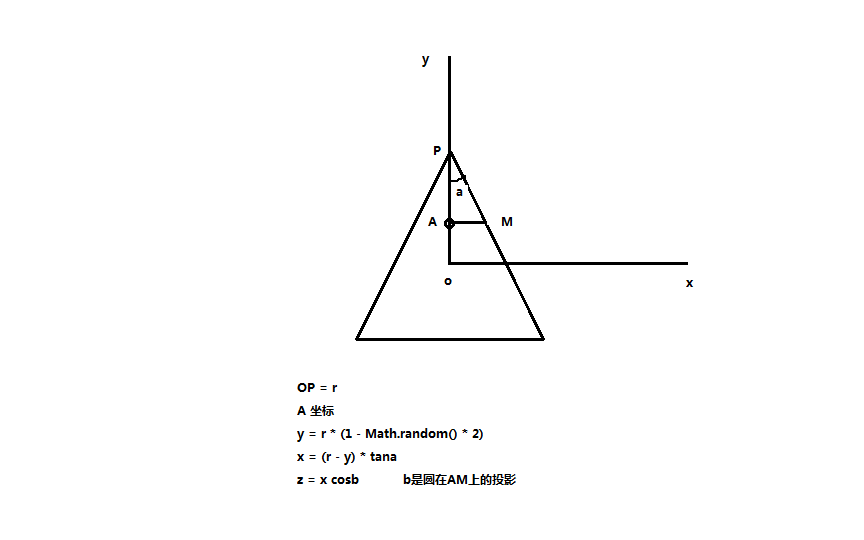 y
P
a
A M
o
x
OP = r
A 坐标
y = r * (1 - Math.random() * 2)
x = (r - y) * tana
z = x cosb b是圆在AM上的投影